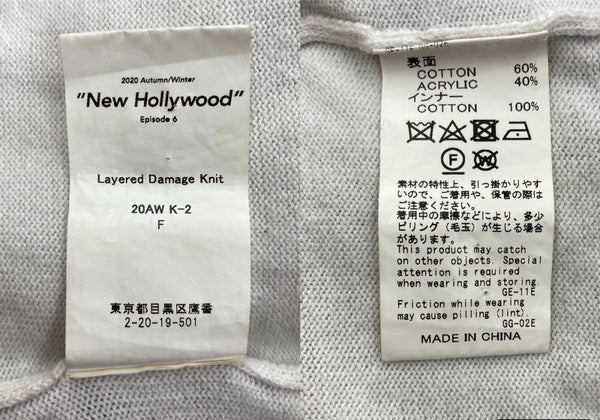 2020 Autumn/Winter
"New Hollywood"
Episode 6
Layered Damage Knit
20AW K-2
F
東京都目黒区鷹番
2-20-19-501
GE-11E GG-02E
表面
COTTON 60%
ACRYLIC 40%
インナー
COTTON 100%
F
W
素材の特性上、引っ掛かりやす
いので、ご着用や、保管の際は
ご注意ください。
着用中の摩擦などにより、多少
ピリング(毛玉)が生じる場合
があります。
This product may catch
on other objects. Special
attention is required
when wearing and storing.
GE-11E
Friction while wearing
may cause pilling (lint).
GG-02E
MADE IN CHINA